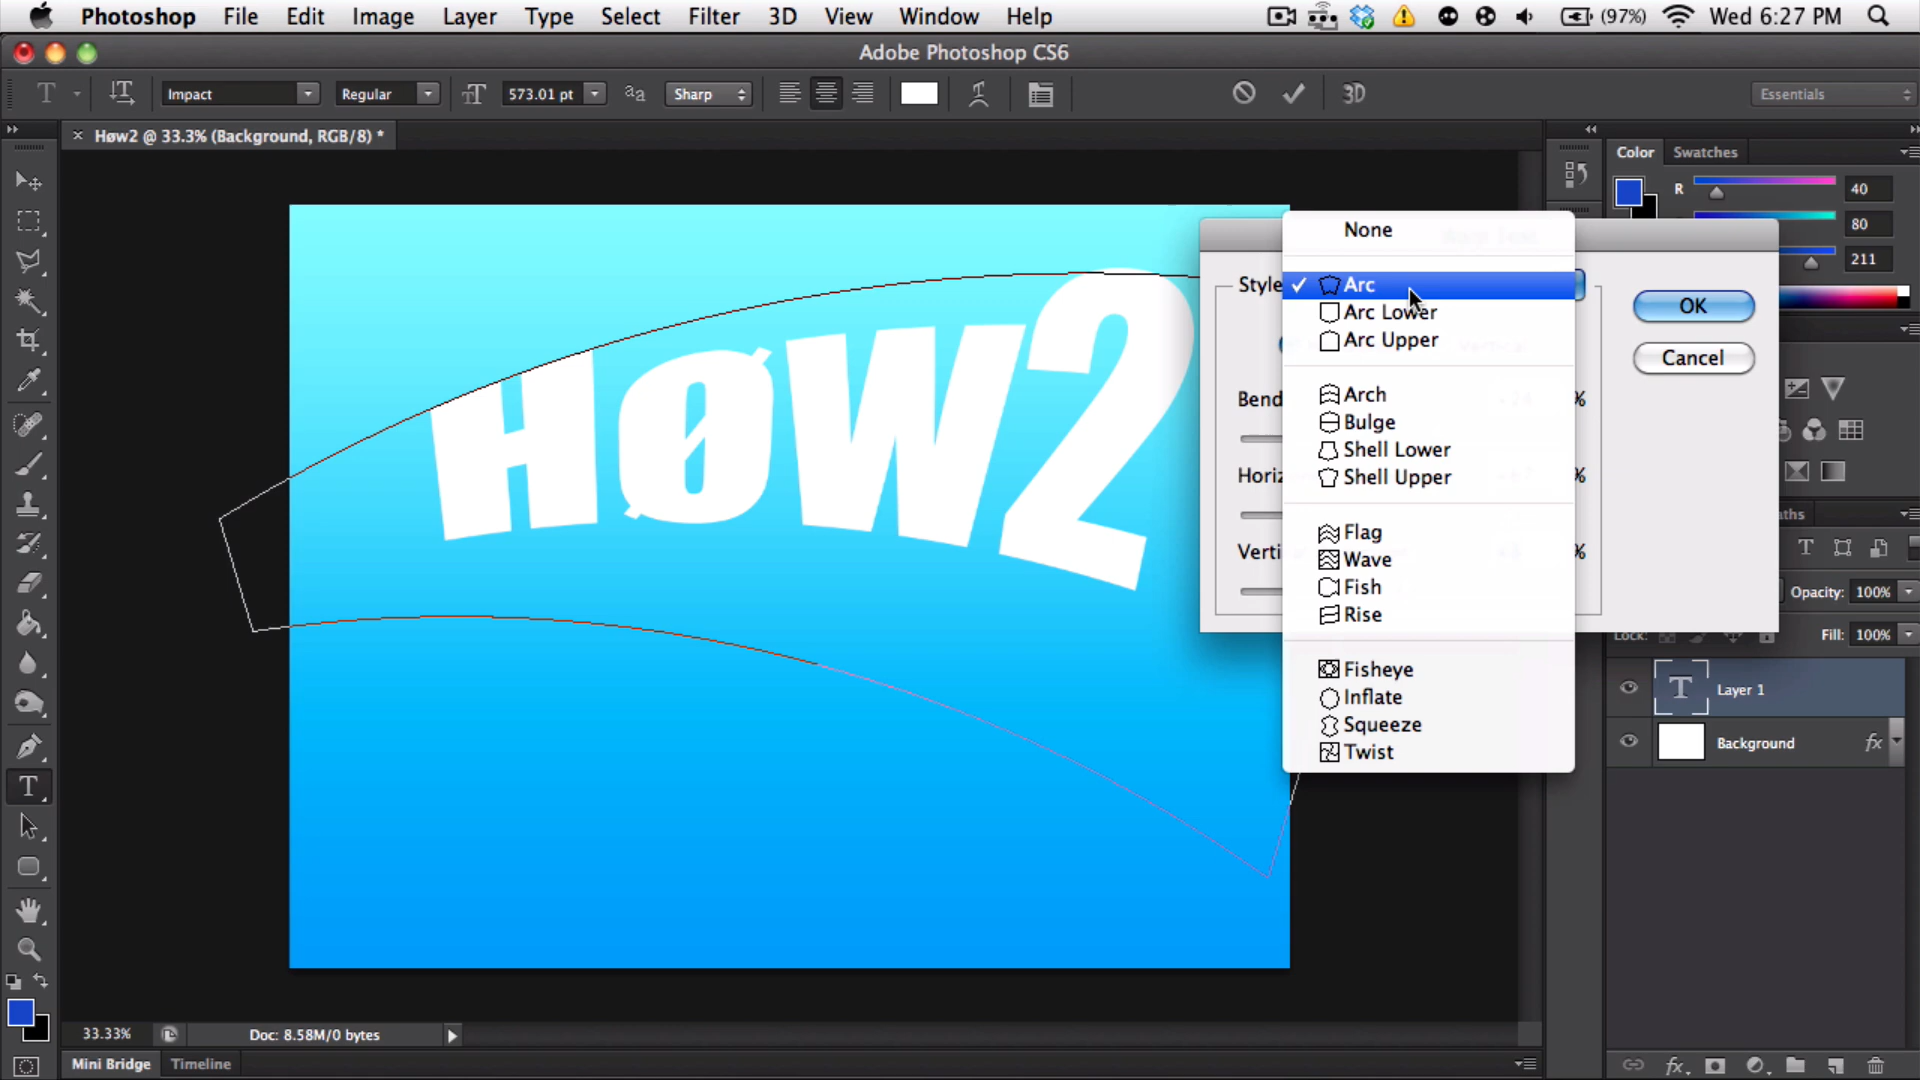 Photoshop File Edit Image Layer Type Select Filter 3D View Window Help (97%) Wed 6:27 PM
Adobe Photoshop CS6
Impact Regular 573.01 pt Sharp 3D Essentials
Høw2 @ 33.3% (Background, RGB/8) *
Color Swatches
R 40
80
211
None
Style
Arc
OK
Arc Lower
Arc Upper
Cancel
HØW2
Arch
Bend %
Bulge
Shell Lower
Shell Upper
Horiz %
Flag
Verti %
Wave
Fish
Rise
Opacity: 100%
Lock: Fill: 100%
Fisheye
Inflate
Squeeze
Twist
Layer 1
Background fx
33.33% Doc: 8.58M/0 bytes
Mini Bridge Timeline